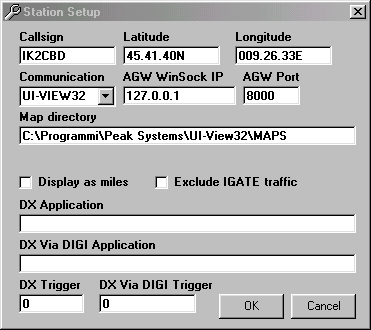 Station Setup
Callsign Latitude Longitude
IK2CBD 45.41.40N 009.26.33E
Communication AGW WinSock IP AGW Port
UI-VIEW32 127.0.0.1 8000
Map directory
C:\Programmi\Peak Systems\UI-View32\MAPS
Display as miles Exclude IGATE traffic
DX Application
DX Via DIGI Application
DX Trigger DX Via DIGI Trigger
0 0 OK Cancel